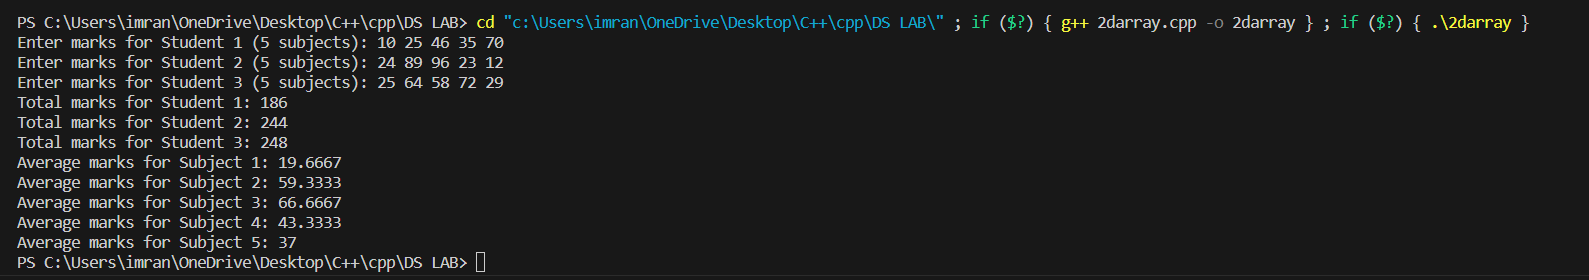 PS C:\Users\imran\OneDrive\Desktop\C++\cpp\DS LAB> cd "c:\Users\imran\OneDrive\Desktop\C++\cpp\DS LAB\" ; if ($?) { g++ 2darray.cpp -o 2darray } ; if ($?) { .\2darray }
Enter marks for Student 1 (5 subjects): 10 25 46 35 70
Enter marks for Student 2 (5 subjects): 24 89 96 23 12
Enter marks for Student 3 (5 subjects): 25 64 58 72 29
Total marks for Student 1: 186
Total marks for Student 2: 244
Total marks for Student 3: 248
Average marks for Subject 1: 19.6667
Average marks for Subject 2: 59.3333
Average marks for Subject 3: 66.6667
Average marks for Subject 4: 43.3333
Average marks for Subject 5: 37
PS C:\Users\imran\OneDrive\Desktop\C++\cpp\DS LAB>